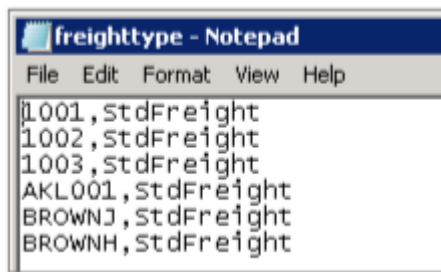 freighttype - Notepad
File Edit Format View Help
1001,StdFreight
1002,StdFreight
1003,StdFreight
AKL001,StdFreight
BROWNJ,StdFreight
BROWNH,StdFreight